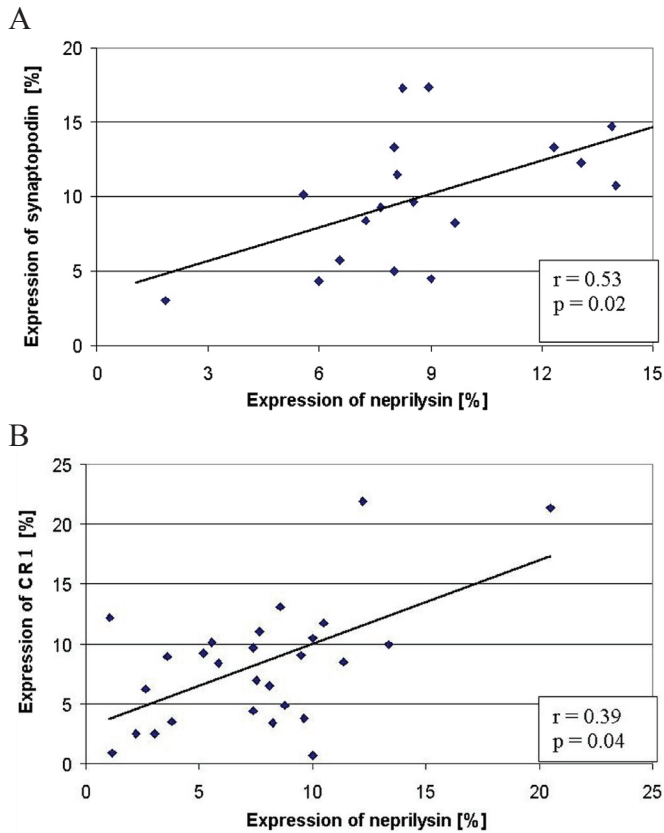 A
Expression of synaptopodin [%]
20
15
10
5
0
r = 0.53
p = 0.02
0 3 6 9 12 15
Expression of neprilysin [%]
B
Expression of CR1 [%]
25
20
15
10
5
0
r = 0.39
p = 0.04
0 5 10 15 20 25
Expression of neprilysin [%]